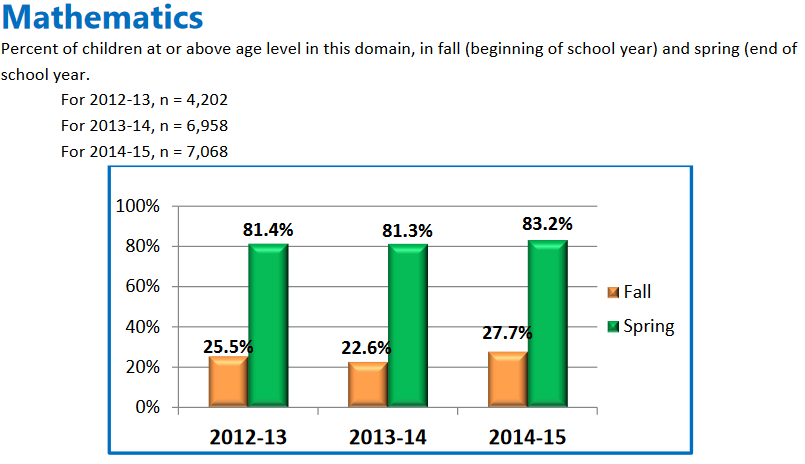 Mathematics
Percent of children at or above age level in this domain, in fall (beginning of school year) and spring (end of
school year.
For 2012-13, n = 4,202
For 2013-14, n = 6,958
For 2014-15, n = 7,068
100%
80%
60%
40%
20%
0%
81.4%
81.3%
83.2%
25.5%
22.6%
27.7%
Fall
Spring
2012-13
2013-14
2014-15